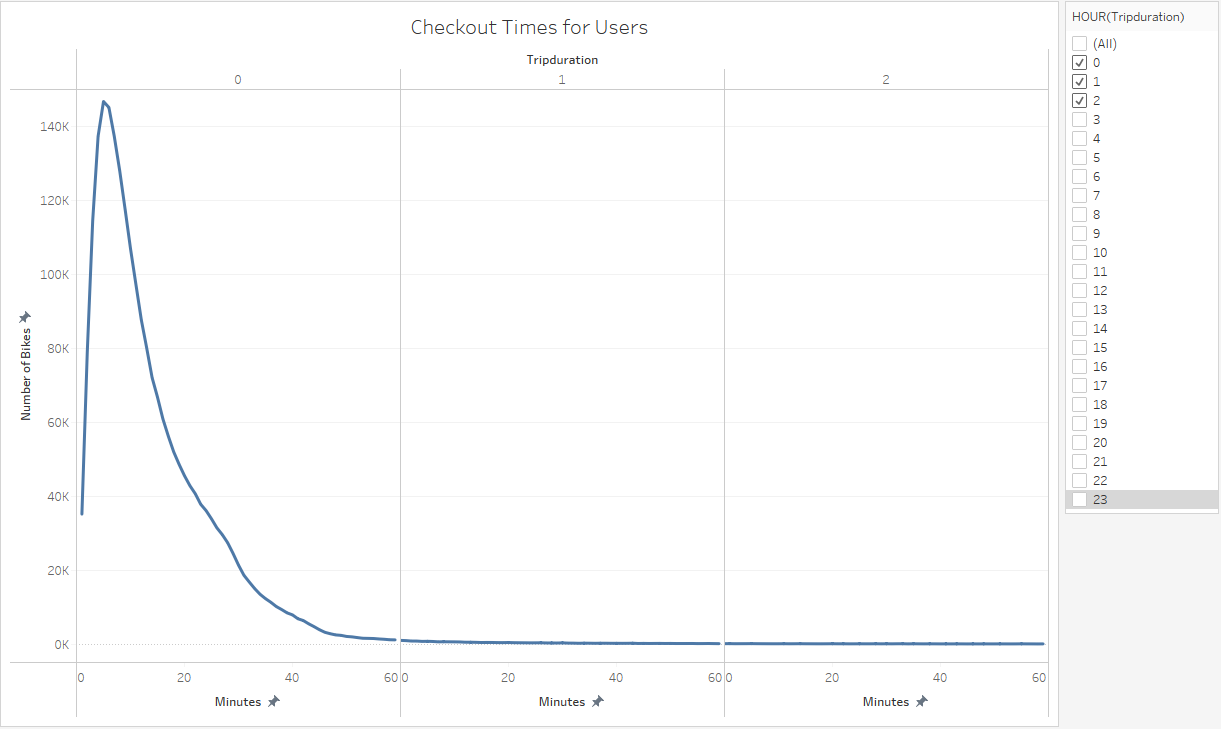 Checkout Times for Users
Tripduration
0 1 2
140K
120K
100K
80K
60K
40K
20K
0K
Number of Bikes
0 20 40 60 0 20 40 60 0 20 40 60
Minutes Minutes Minutes
HOUR(Tripduration)
(All)
0
1
2
3
4
5
6
7
8
9
10
11
12
13
14
15
16
17
18
19
20
21
22
23